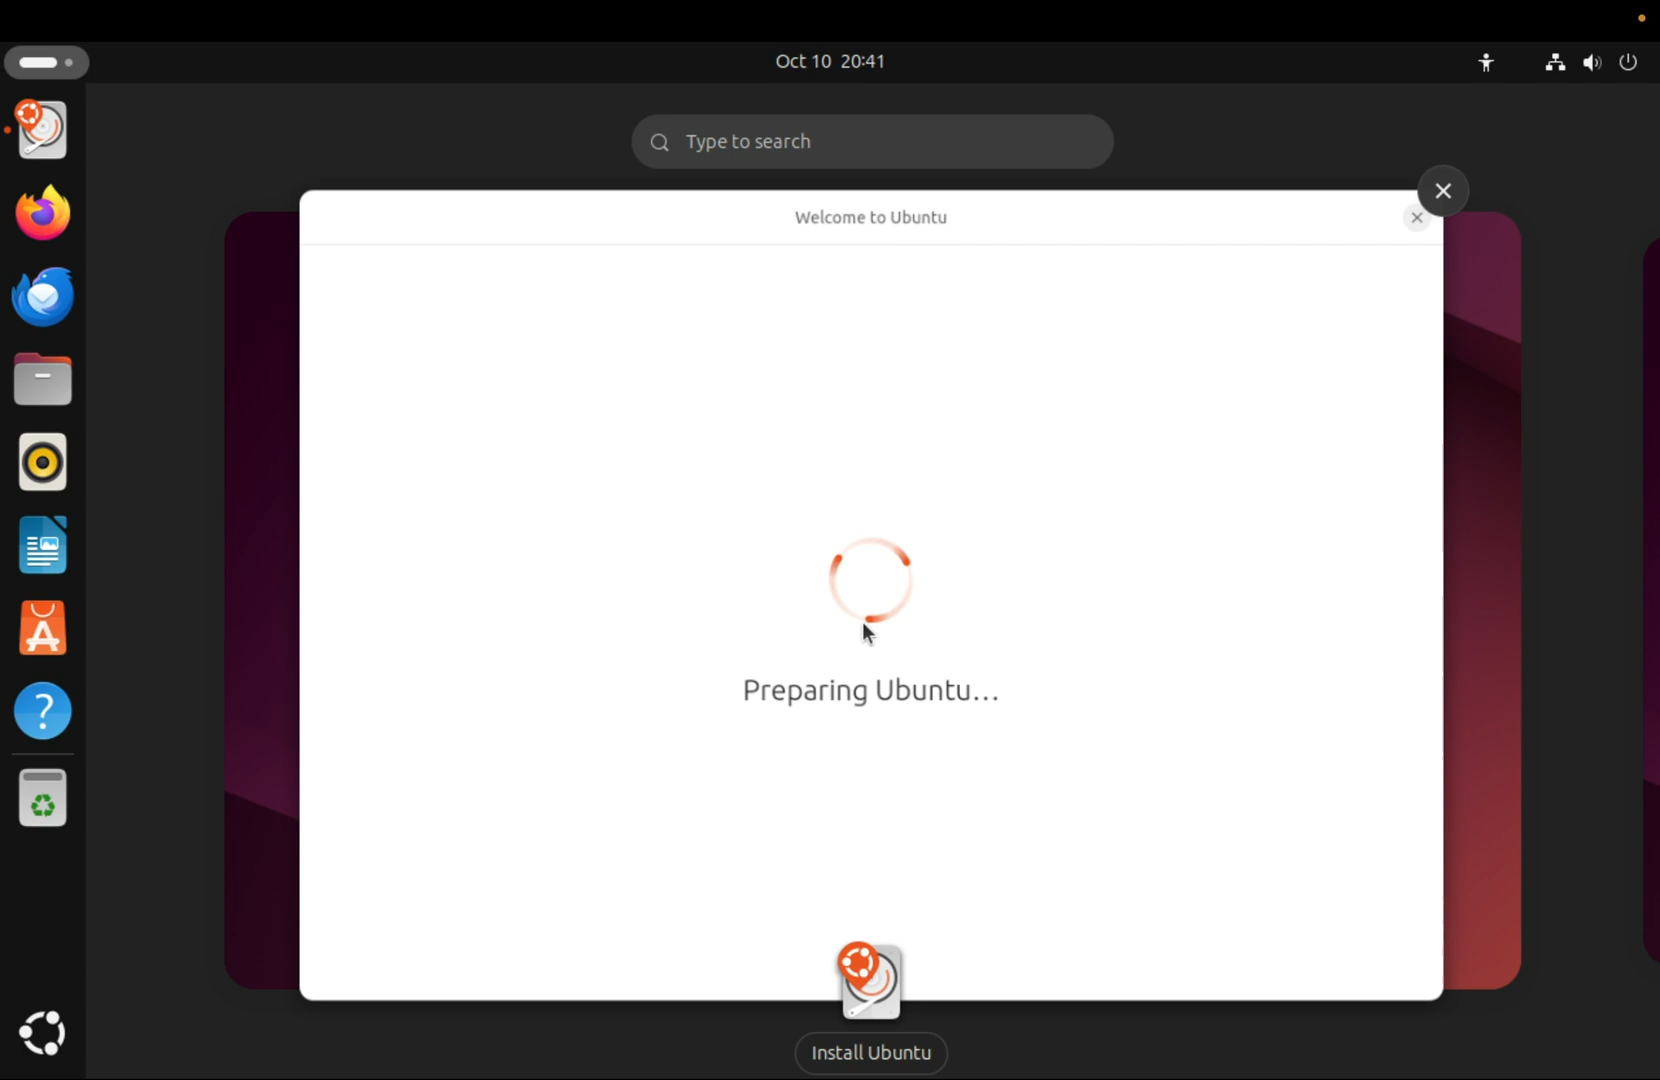 Oct 10 20:41
Type to search
Welcome to Ubuntu
Preparing Ubuntu...
Install Ubuntu